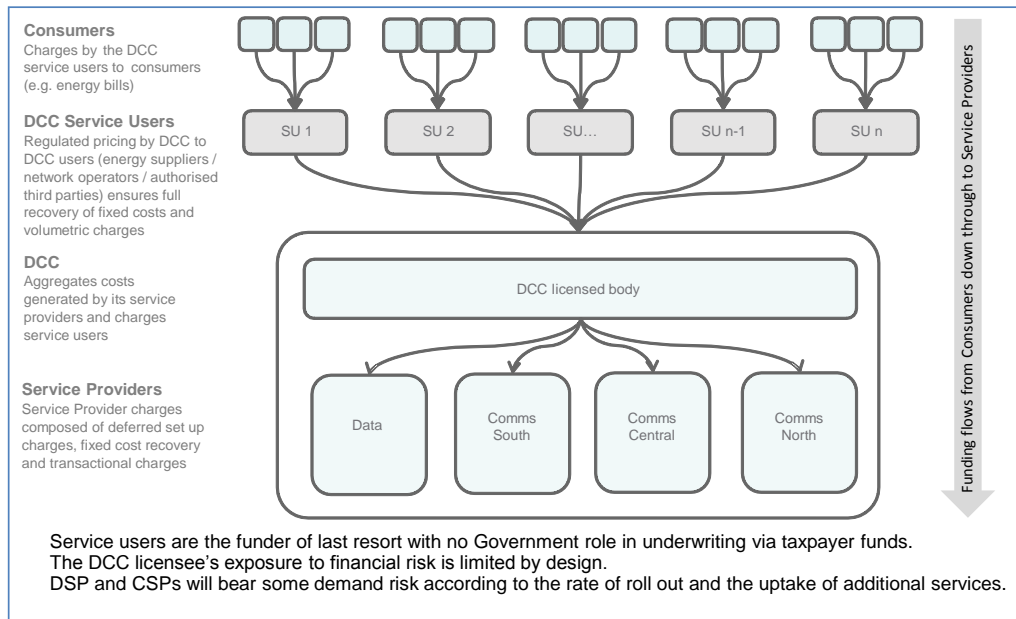 Consumers
Charges by the DCC
service users to consumers
(e.g. energy bills)
DCC Service Users
Regulated pricing by DCC to
DCC users (energy suppliers /
network operators / authorised
third parties) ensures full
recovery of fixed costs and
volumetric charges
DCC
Aggregates costs
generated by its service
providers and charges
service users
Service Providers
Service Provider charges
composed of deferred set up
charges, fixed cost recovery
and transactional charges
SU 1
SU 2
SU…
SU n-1
SU n
DCC licensed body
Data
Comms
South
Comms
Central
Comms
North
Funding flows from Consumers down through to Service Providers
Service users are the funder of last resort with no Government role in underwriting via taxpayer funds.
The DCC licensee's exposure to financial risk is limited by design.
DSP and CSPs will bear some demand risk according to the rate of roll out and the uptake of additional services.